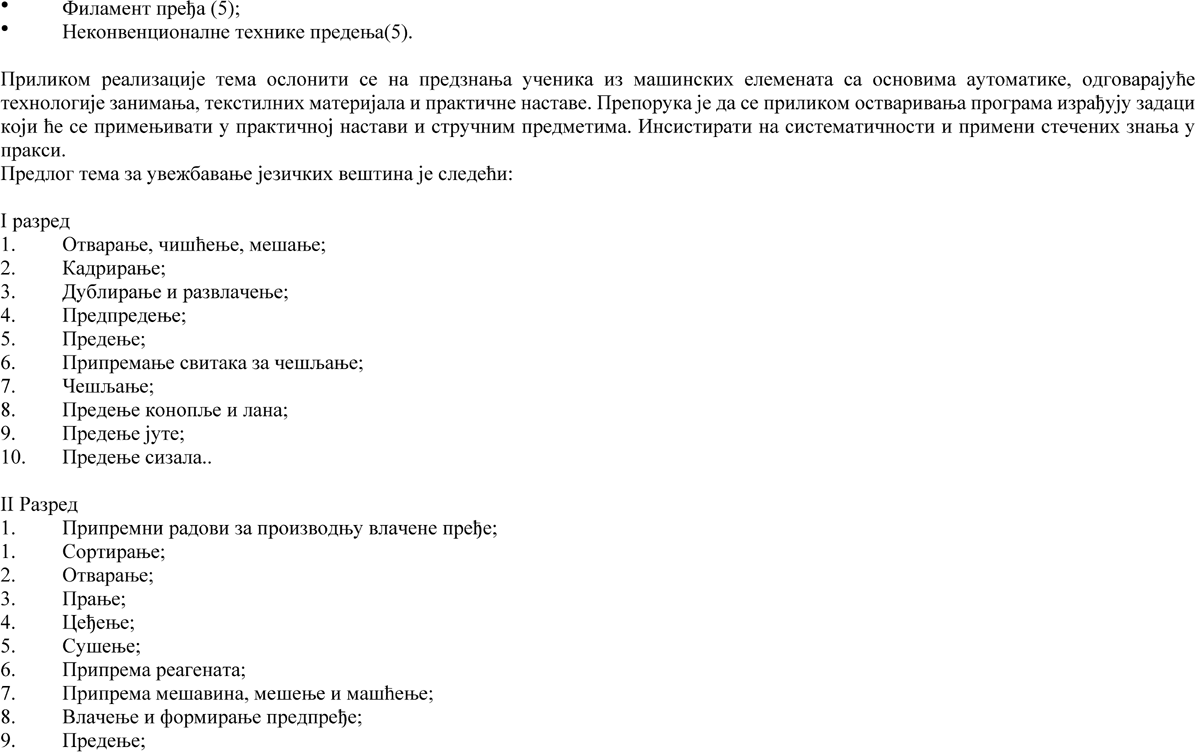 • Филамент пређа (5);
• Неконвенционалне технике предења(5).
Приликом реализације тема ослонити се на предзнања ученика из машинских елемената са основима аутоматике, одговарајуће
технологије занимања, текстилних материјала и практичне наставе. Препорука је да се приликом остваривања програма израђују задаци
који ће се примењивати у практичној настави и стручним предметима. Инсистирати на систематичности и примени стечених знања у
пракси.
Предлог тема за увежбавање језичких вештина је следећи:
I разред
1. Отварање, чишћење, мешање;
2. Кадрирање;
3. Дублирање и развлачење;
4. Предпредење;
5. Предење;
6. Припремање свитака за чешљање;
7. Чешљање;
8. Предење конопље и лана;
9. Предење јуте;
10. Предење сизала..
II Разред
1. Припремни радови за производњу влачене пређе;
1. Сортирање;
2. Отварање;
3. Прање;
4. Цеђење;
5. Сушење;
6. Припрема реагената;
7. Припрема мешавина, мешење и машћење;
8. Влачење и формирање предпређе;
9. Предење;